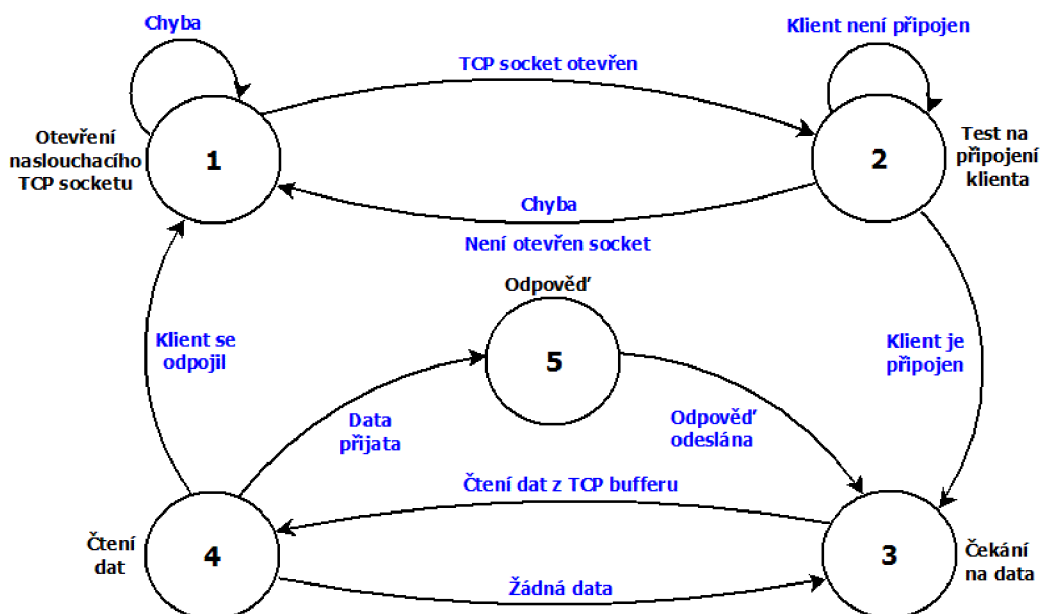 Chyba
Klient není připojen
TCP socket otevřen
Otevření
naslouchacího
TCP socketu
1
2
Test na
připojení
klienta
Chyba
Není otevřen socket
Odpověď
5
Klient se
odpojil
Klient je
připojen
Data
přijata
Odpověď
odeslána
Čtení dat z TCP bufferu
Čtení
dat
4
3
Čekání
na data
Žádná data